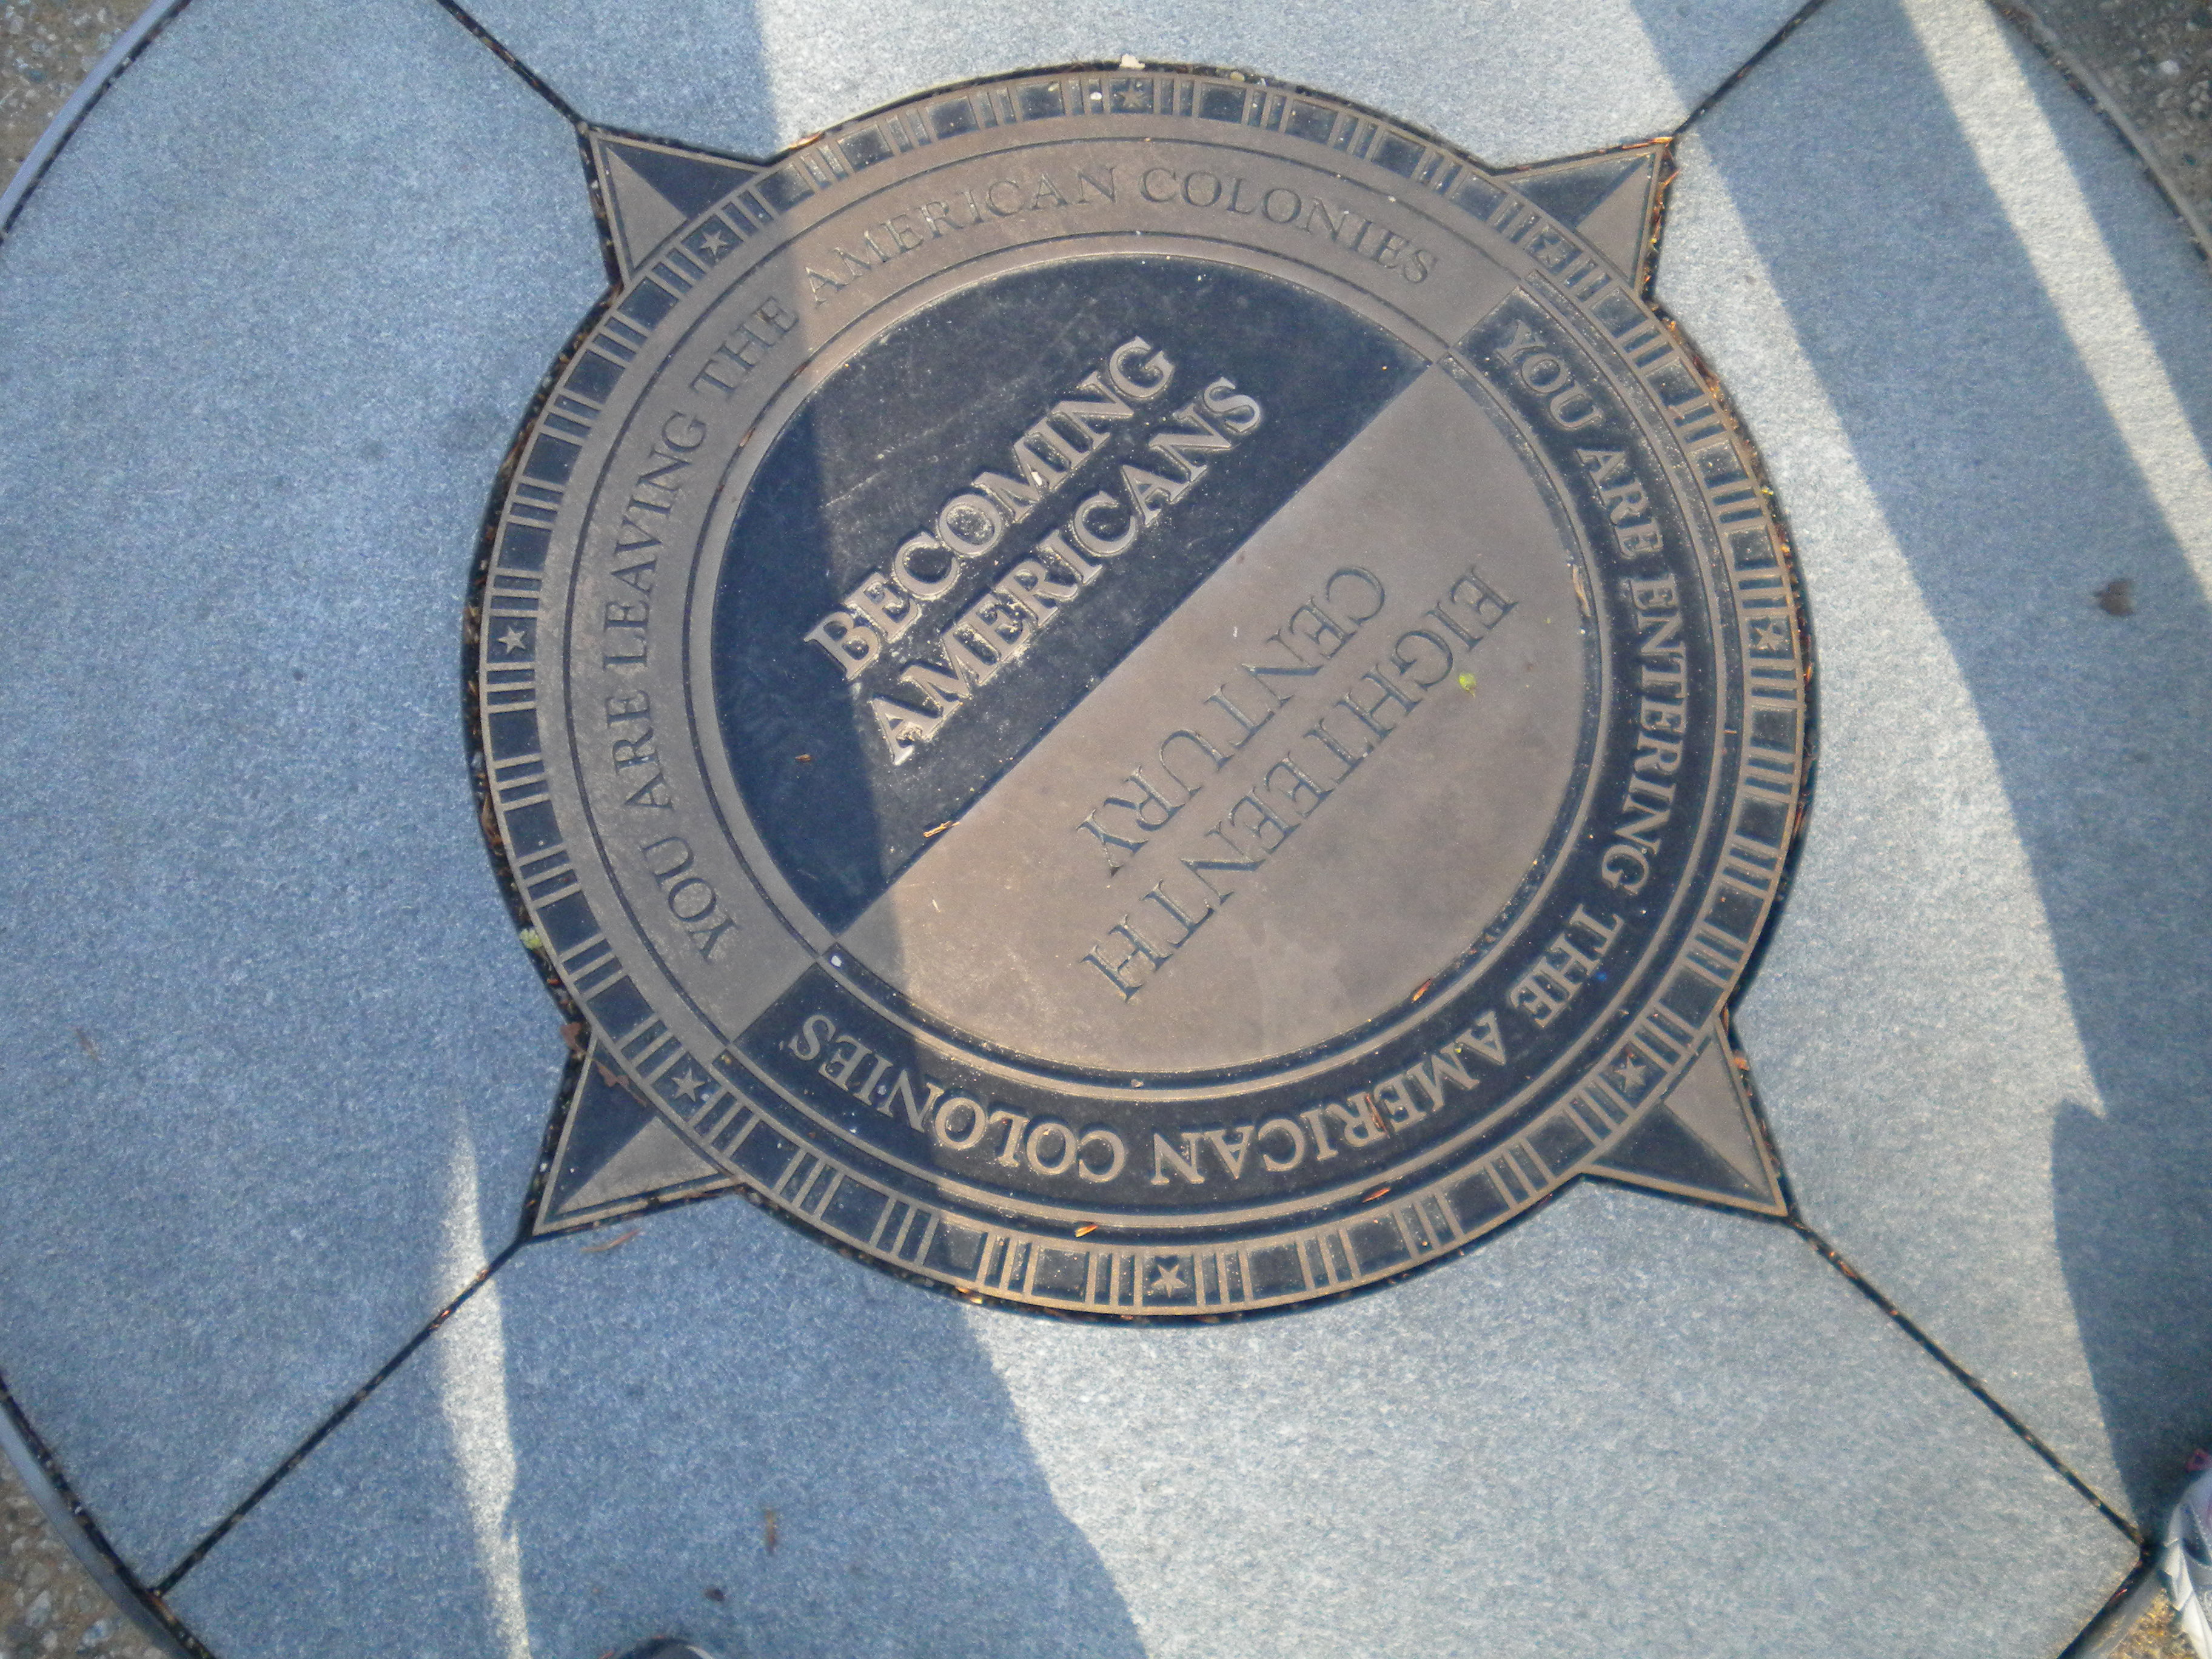 YOU ARE LEAVING THE AMERICAN COLONIES
BECOMING
AMERICANS
YOU ARE ENTERING THE AMERICAN COLONIES
EIGHTEENTH
CENTURY